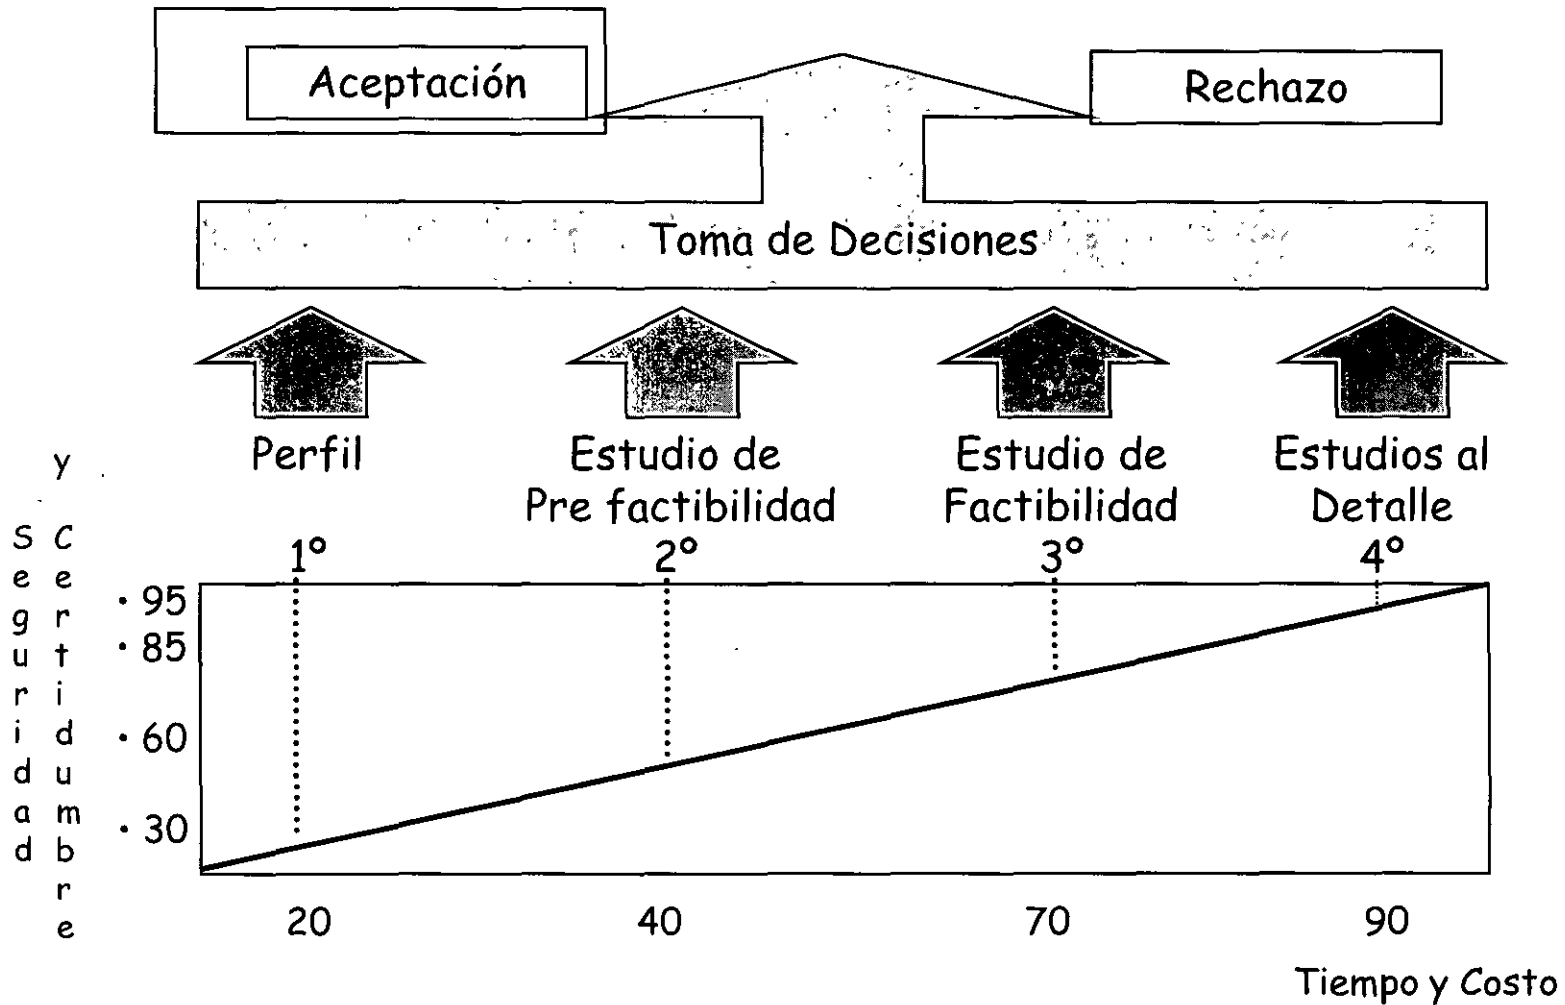 Aceptación
Rechazo
Toma de Decisiones
Perfil
Estudio de
Pre factibilidad
Estudio de
Factibilidad
Estudios al
Detalle
1°
2°
3°
4°
Seguridad
y Certidumbre
· 95
· 85
· 60
· 30
20
40
70
90
Tiempo y Costo